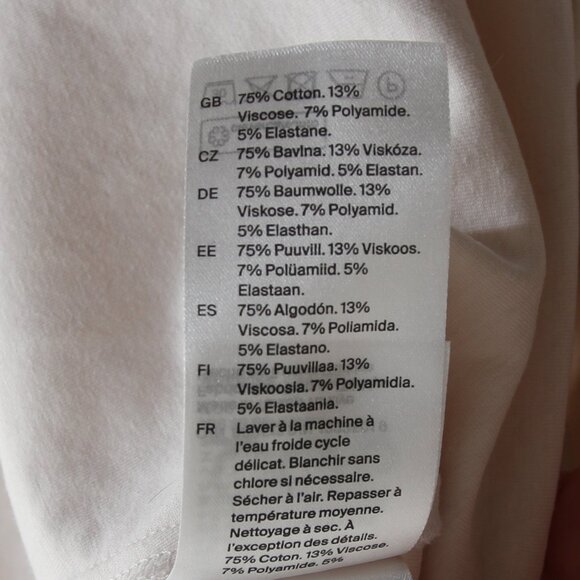 GB 75% Cotton. 13%
Viscose. 7% Polyamide.
5% Elastane.
CZ 75% Bavlna. 13% Viskóza.
7% Polyamid. 5% Elastan.
DE 75% Baumwolle. 13%
Viskose. 7% Polyamid.
5% Elasthan.
EE 75% Puuvill. 13% Viskoos.
7% Polüamiid. 5%
Elastaan.
ES 75% Algodón. 13%
Viscosa. 7% Poliamida.
5% Elastano.
FI 75% Puuvillaa. 13%
Viskoosia. 7% Polyamidia.
5% Elastaania.
FR Laver à la machine à
l'eau froide cycle
délicat. Blanchir sans
chlore si nécessaire.
Sécher à l'air. Repasser à
température moyenne.
Nettoyage à sec. À
l'exception des détails.
75% Coton. 13% Viscose.
7% Polyamide. 5%